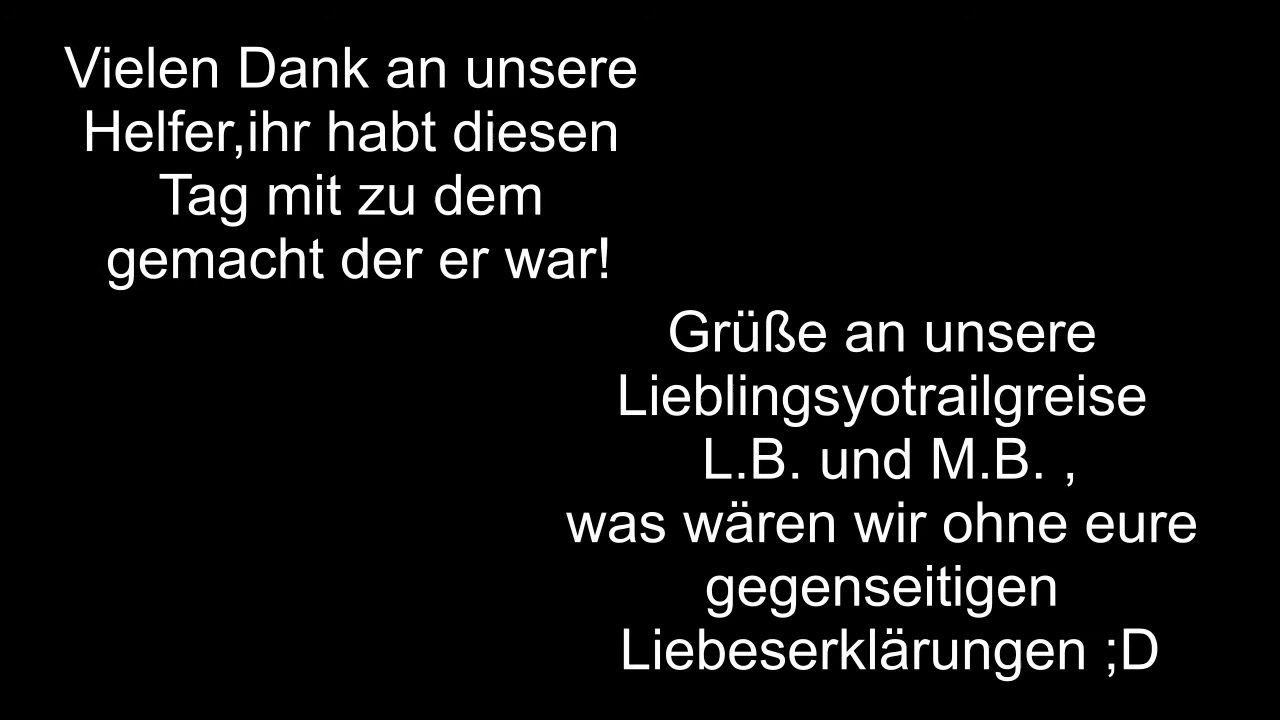 Vielen Dank an unsere
Helfer,ihr habt diesen
Tag mit zu dem
gemacht der er war!
Grüße an unsere
Lieblingsyotrailgreise
L.B. und M.B. ,
was wären wir ohne eure
gegenseitigen
Liebeserklärungen ;D